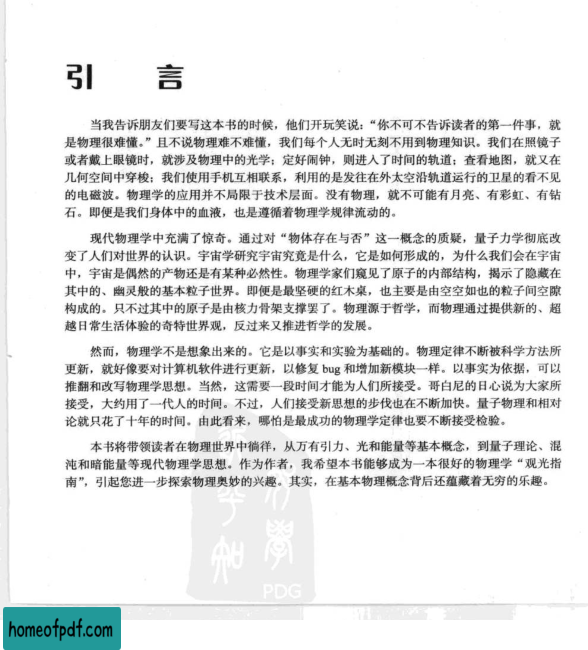 引 言
当我告诉朋友们要写这本书的时候，他们开玩笑说：“你不可不告诉读者的第一件事，就
是物理很难懂。”且不说物理难不难懂，我们每个人无时无刻不用到物理知识。我们在照镜子
或者戴上眼镜时，就涉及物理中的光学；定好闹钟，则进入了时间的轨道；查看地图，就又在
几何空间中穿梭；我们使用手机互相联系，利用的是发往在外太空沿轨道运行的卫星的看不见
的电磁波。物理学的应用并不局限于技术层面。没有物理，就不可能有月亮、有彩虹、有钻
石。即便是我们身体中的血液，也是遵循着物理学规律流动的。
现代物理学中充满了惊奇。通过对“物体存在与否”这一概念的质疑，量子力学彻底改
变了人们对世界的认识。宇宙学研究宇宙究竟是什么，它是如何形成的，为什么我们会在宇宙
中，宇宙是偶然的产物还是有某种必然性。物理学家们窥见了原子的内部结构，揭示了隐藏在
其中的、幽灵般的基本粒子世界。即便是最坚硬的红木桌，也主要是由空空如也的粒子间空隙
构成的。只不过其中的原子是由核力骨架支撑罢了。物理源于哲学，而物理通过提供新的、超
越日常生活体验的奇特世界观，反过来又推进哲学的发展。
然而，物理学不是想象出来的。它是以事实和实验为基础的。物理定律不断被科学方法所
更新，就好像要对计算机软件进行更新，以修复 bug 和增加新模块一样。以事实为依据，可以
推翻和改写物理学思想。当然，这需要一段时间才能为人们所接受。哥白尼的日心说为大家所
接受，大约用了一代人的时间。不过，人们接受新思想的步伐也在不断加快。量子物理和相对
论就只花了十年的时间。由此看来，哪怕是最成功的物理学定律也要不断接受检验。
本书将带领读者在物理世界中徜徉，从万有引力、光和能量等基本概念，到量子理论、混
沌和暗能量等现代物理学思想。作为作者，我希望本书能够成为一本很好的物理学“观光指
南”，引起您进一步探索物理奥妙的兴趣。其实，在基本物理概念背后还蕴藏着无穷的乐趣。
PDG
homeofpdf.com